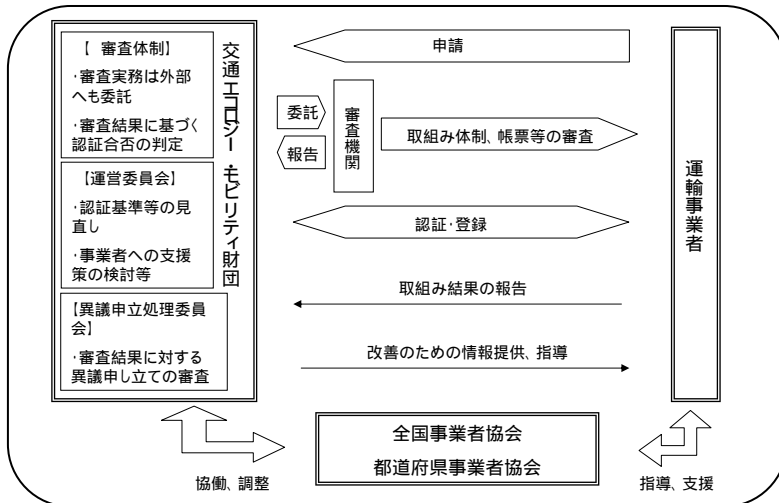 【 審査体制】
・審査実務は外部
へも委託
・審査結果に基づく
認証合否の判定
【運営委員会】
・認証基準等の見
直し
・事業者への支援
策の検討等
【異議申立処理委員
会】
・審査結果に対する
異議申し立ての審査
交通エコロジー・モビリティ財団
申請
委託
報告
審査機関
取組み体制、帳票等の審査
認証・登録
取組み結果の報告
改善のための情報提供、指導
運輸事業者
全国事業者協会
都道府県事業者協会
協働、調整
指導、支援